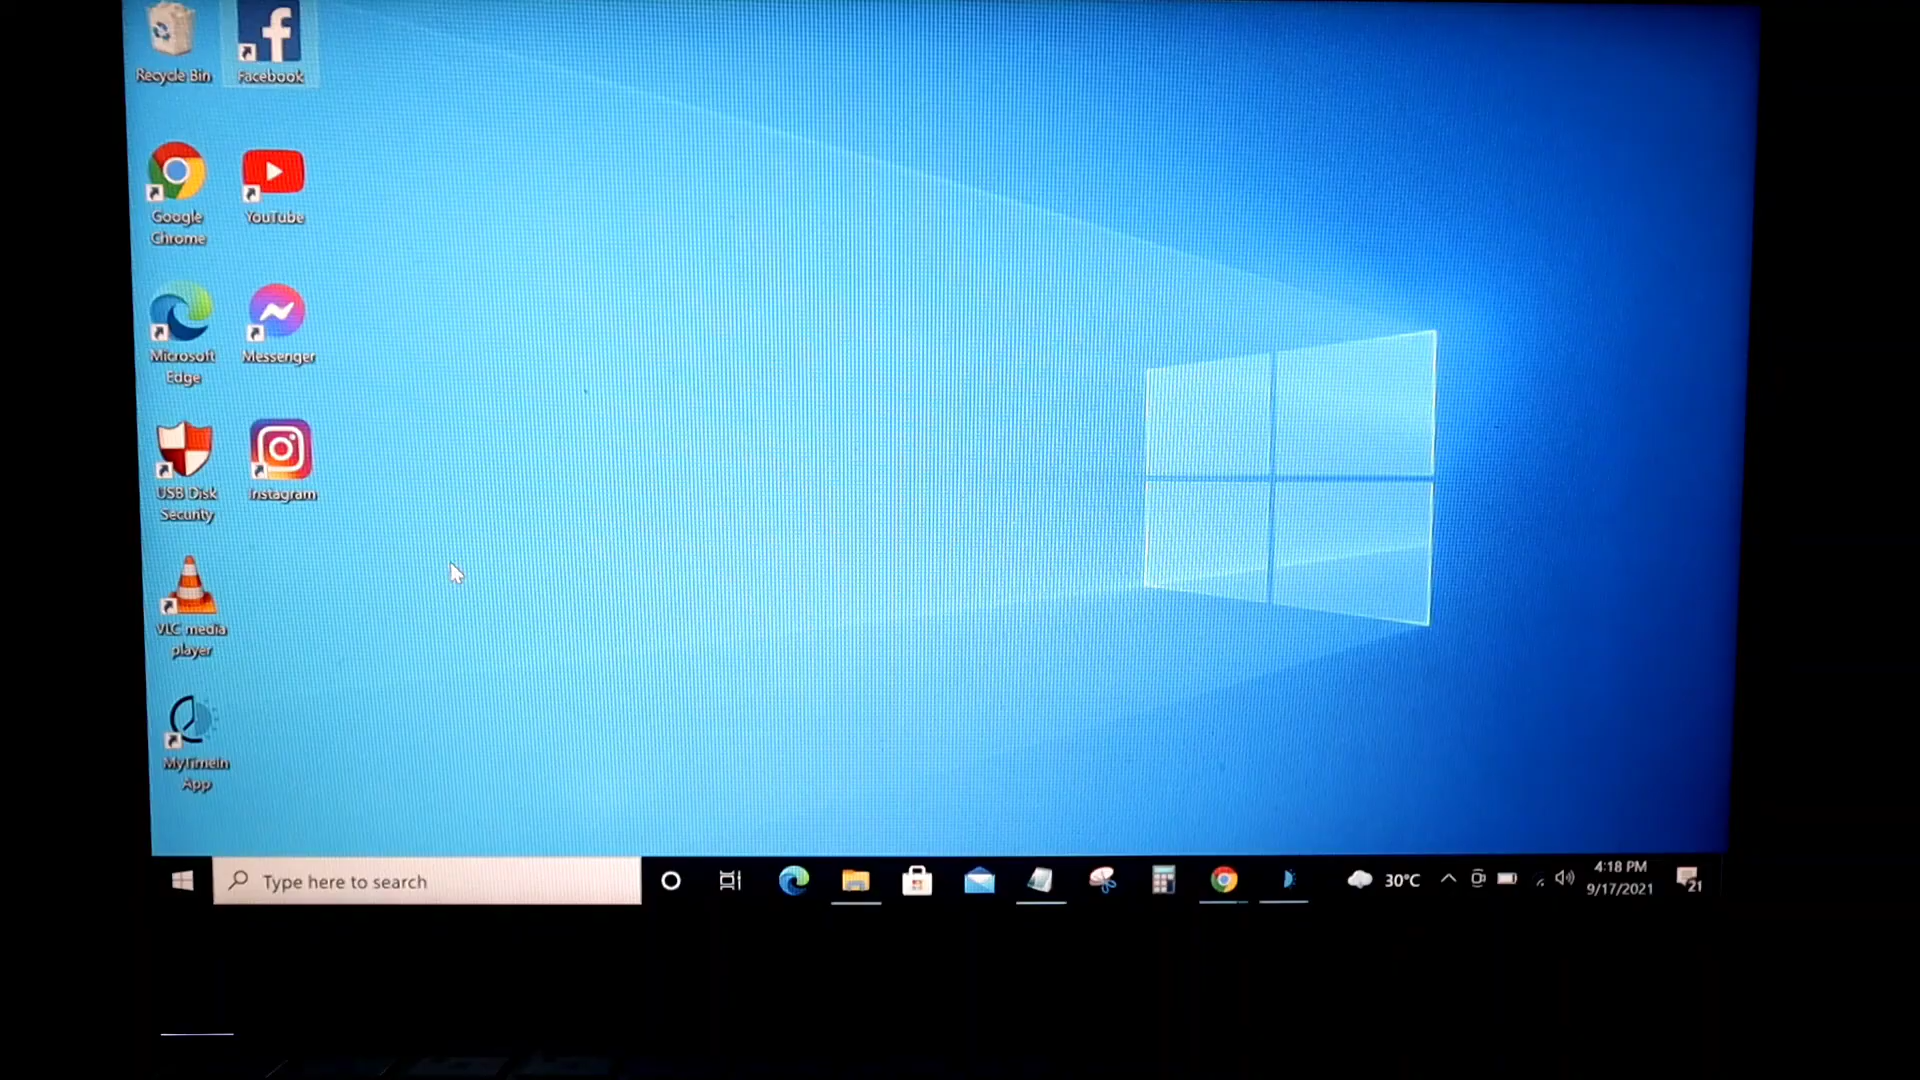 Recycle Bin
Facebook
Google
Chrome
YouTube
Microsoft
Edge
Messenger
USB Disk
Security
Instagram
VLC media
player
MyTimeIn
App
Type here to search
30°C
4:18 PM
9/17/2021
21